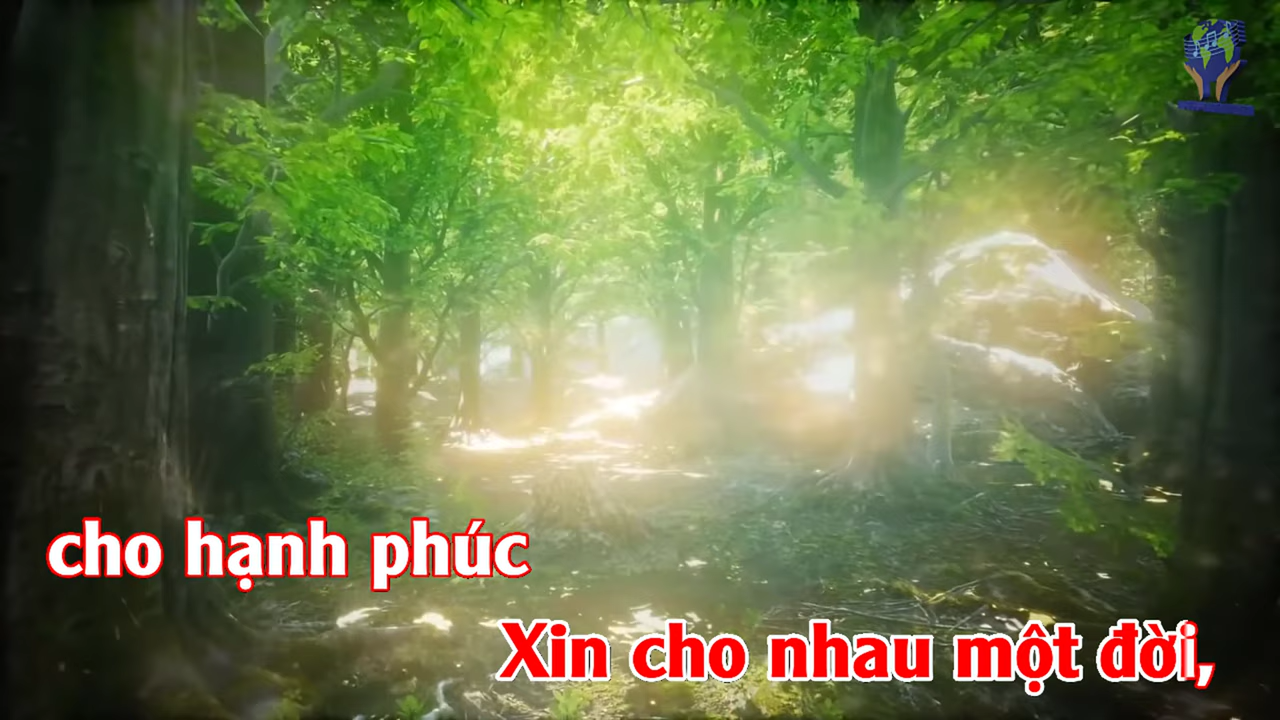 cho hạnh phúc
Xin cho nhau một đời,